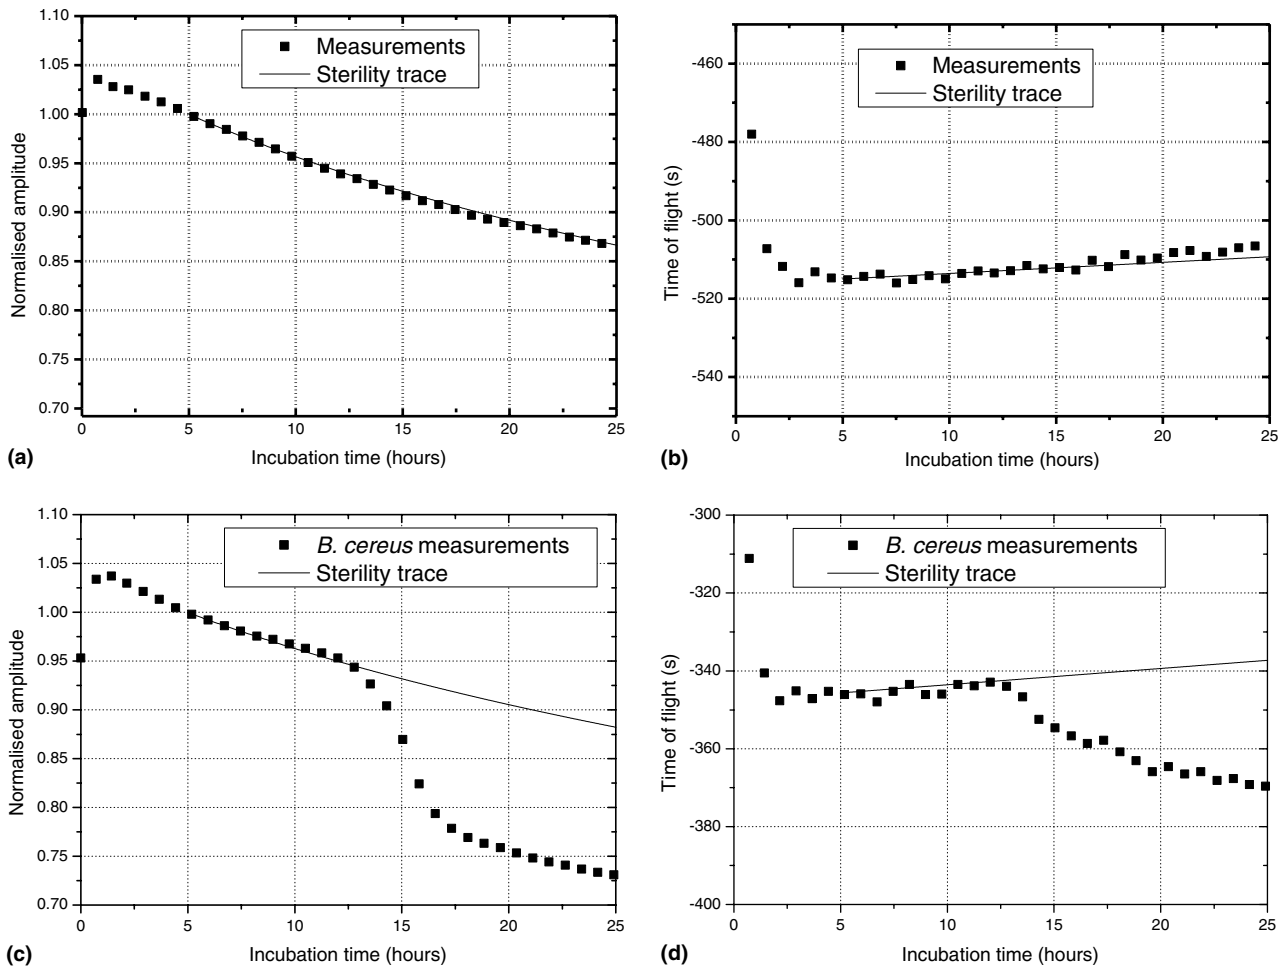 1.10
1.05
1.00
0.95
0.90
0.85
0.80
0.75
0.70
Normalised amplitude
Measurements
Sterility trace
0 5 10 15 20 25
Incubation time (hours)
(a)
-460
-480
-500
-520
-540
Time of flight (s)
Measurements
Sterility trace
0 5 10 15 20 25
Incubation time (hours)
(b)
1.10
1.05
1.00
0.95
0.90
0.85
0.80
0.75
0.70
Normalised amplitude
B. cereus measurements
Sterility trace
0 5 10 15 20 25
Incubation time (hours)
(c)
-300
-320
-340
-360
-380
-400
Time of flight (s)
B. cereus measurements
Sterility trace
0 5 10 15 20 25
Incubation time (hours)
(d)